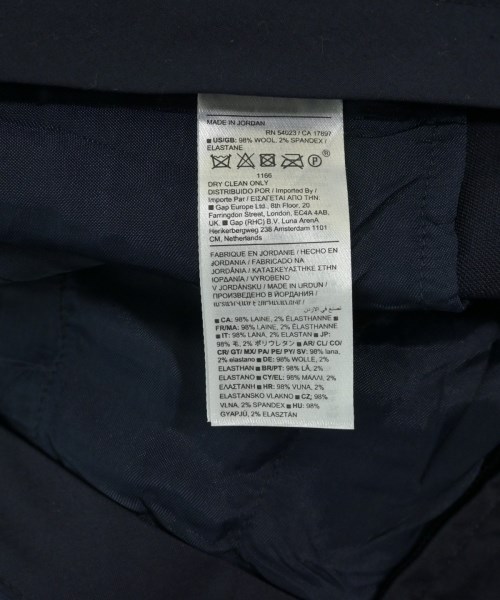 MADE IN JORDAN
RN 54023 / CA 17897
■ US/GB: 98% WOOL, 2% SPANDEX /
ELASTANE
P ®
1166
DRY CLEAN ONLY
DISTRIBUIDO POR / Imported By /
Importe Par / ΕΙΣΑΓΕΤΑΙ ΑΠΟ ΤΗΝ:
■ Gap Europe Ltd., 8th Floor, 20
Farringdon Street, London, EC4A 4AB,
UK. ■ Gap (RHC) B.V. Luna ArenA
Herikerbergweg 238 Amsterdam 1101
CM, Netherlands
FABRIQUE EN JORDANIE / HECHO EN
JORDANIA / FABRICADO NA
JORDÂNIA / ΚΑΤΑΣΚΕΥΑΣΤΗΚΕ ΣΤΗΝ
ΙΟΡΔΑΝΙΑ / VYROBENO
V JORDÁNSKU / MADE IN URDUN /
ПРОИЗВЕДЕНО В ИОРДАНИИ /
صنع في الأردن
■ CA: 98% LAINE, 2% ÉLASTHANNE ■
FR/MA: 98% LAINE, 2% ÉLASTHANNE
■ IT: 98% LANA, 2% ELASTAN ■ JP:
98% 毛, 2% ポリウレタン ■ AR/ CL/ CO/
CR/ GT/ MX/ PA/ PE/ PY/ SV: 98% lana,
2% elastano ■ DE: 98% WOLLE, 2%
ELASTHAN ■ BR/PT: 98% LÃ, 2%
ELASTANO ■ CY/EL: 98% ΜΑΛΛΙ, 2%
ΕΛΑΣΤΑΝΗ ■ HR: 98% VUNA, 2%
ELASTANSKO VLAKNO ■ CZ: 98%
VLNA, 2% SPANDEX ■ HU: 98%
GYAPJÚ, 2% ELASZTÁN